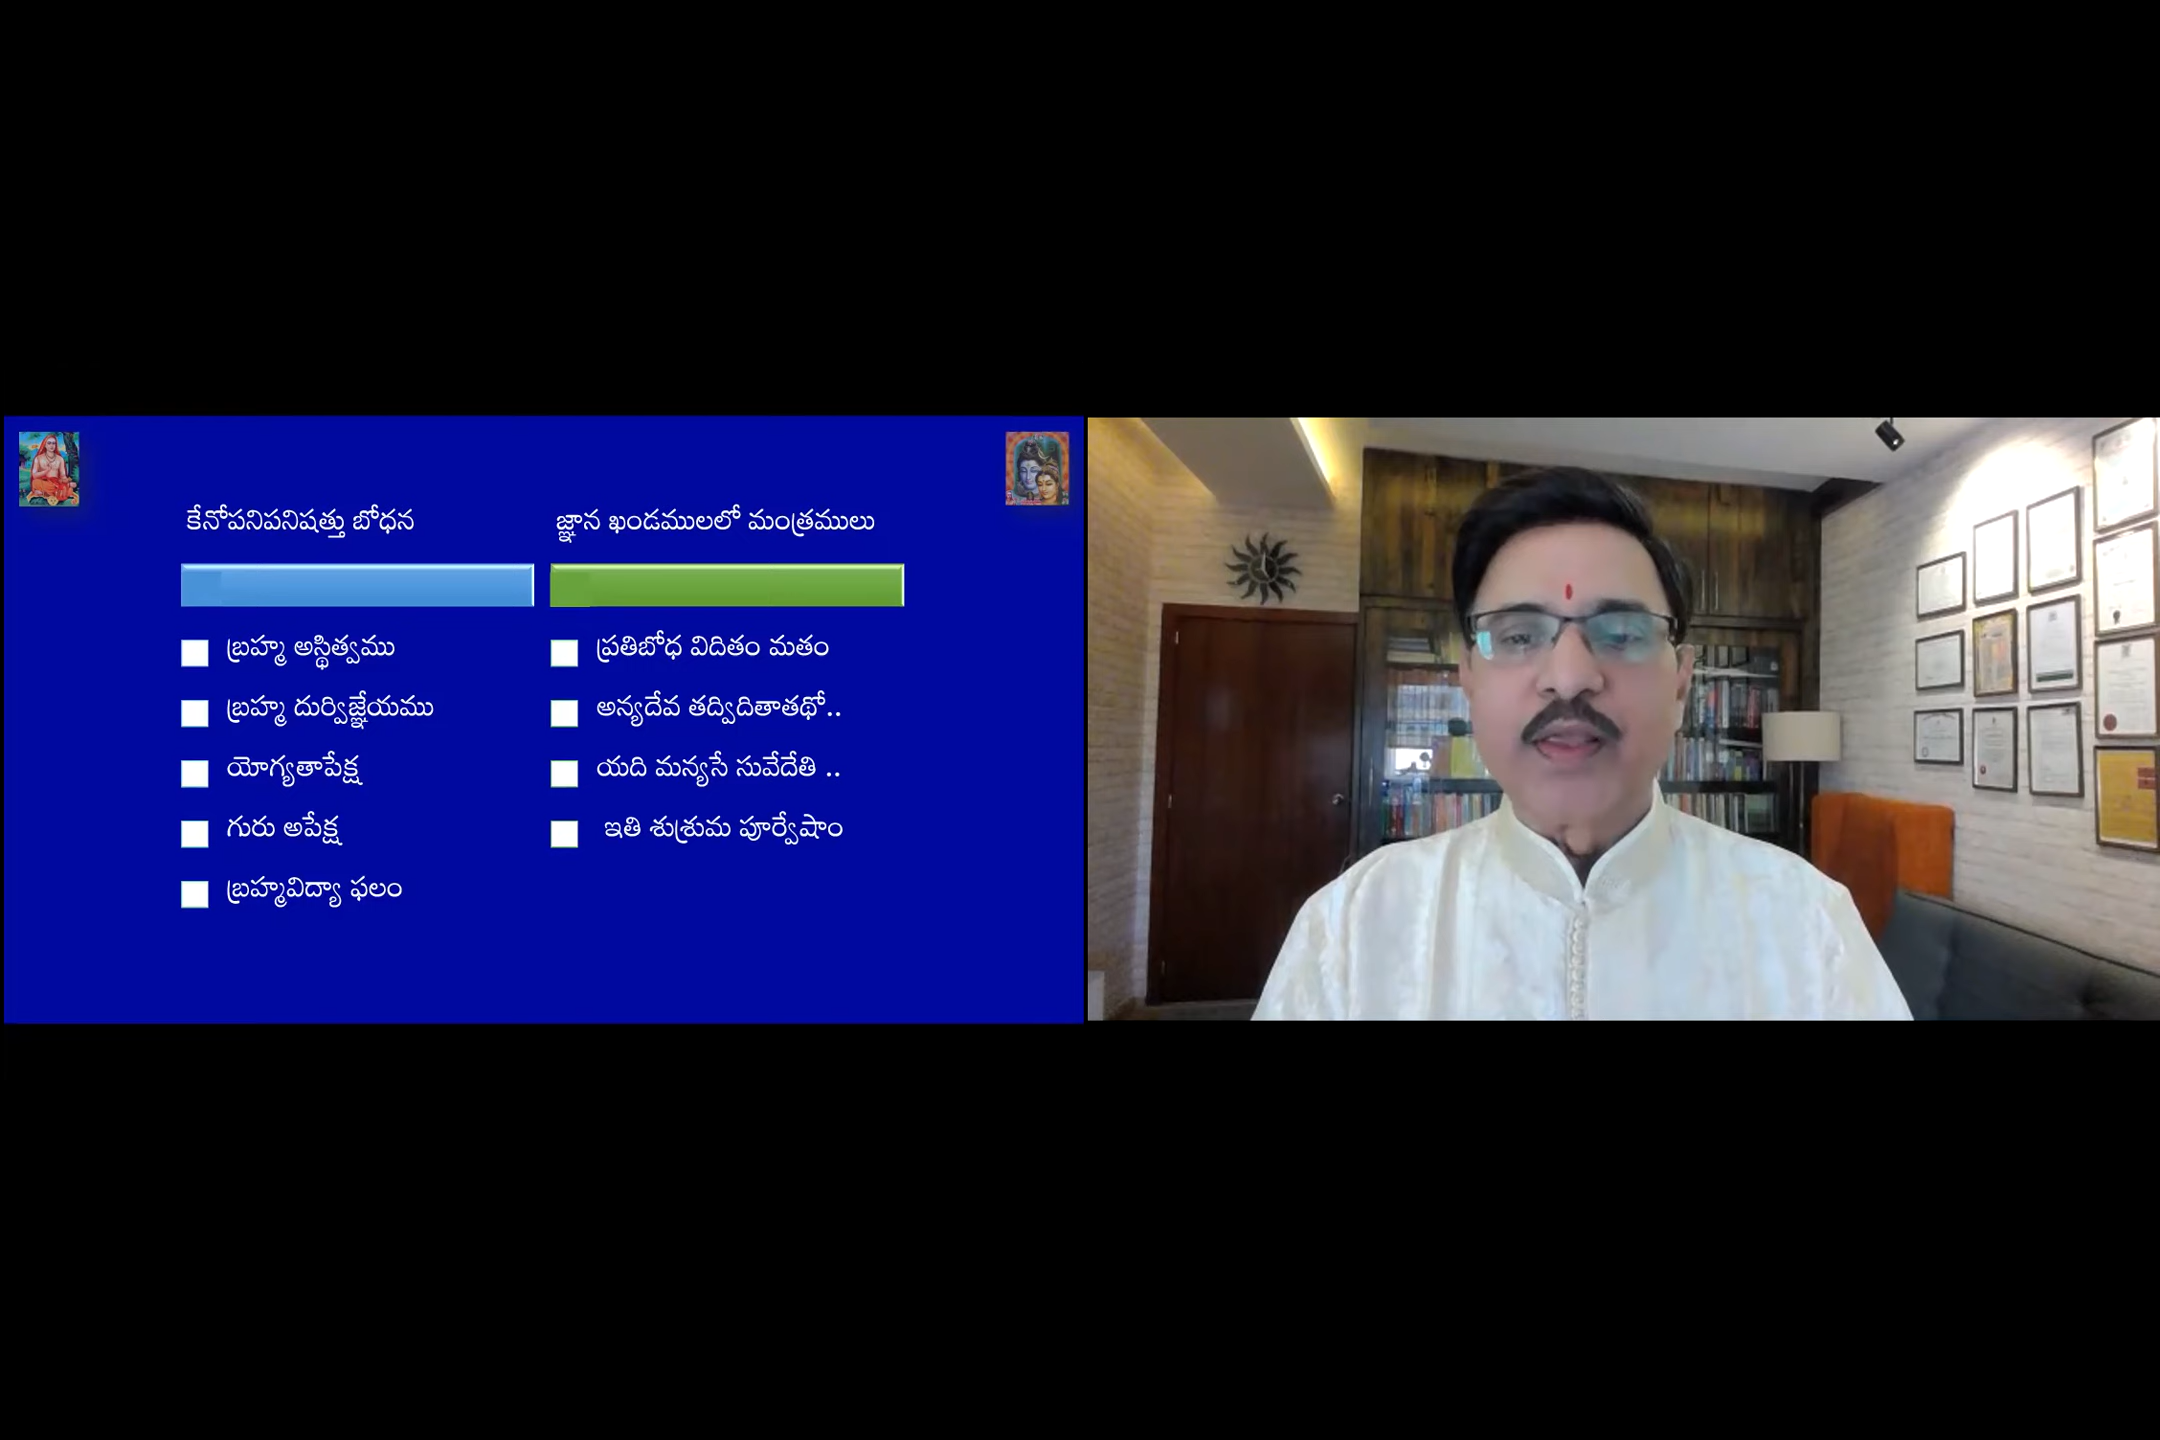 కేనోపనిపనిషత్తు బోధన
బ్రహ్మ అస్థిత్వము
బ్రహ్మ దుర్విజ్ఞేయము
యోగ్యతాపేక్ష
గురు అపేక్ష
బ్రహ్మవిద్యా ఫలం
జ్ఞాన ఖండములలో మంత్రములు
ప్రతిబోధ విదితం మతం
అన్యదేవ తద్విదితాతథో..
యది మన్యసే సువేదేతి ..
ఇతి శుశ్రుమ పూర్వేషాం